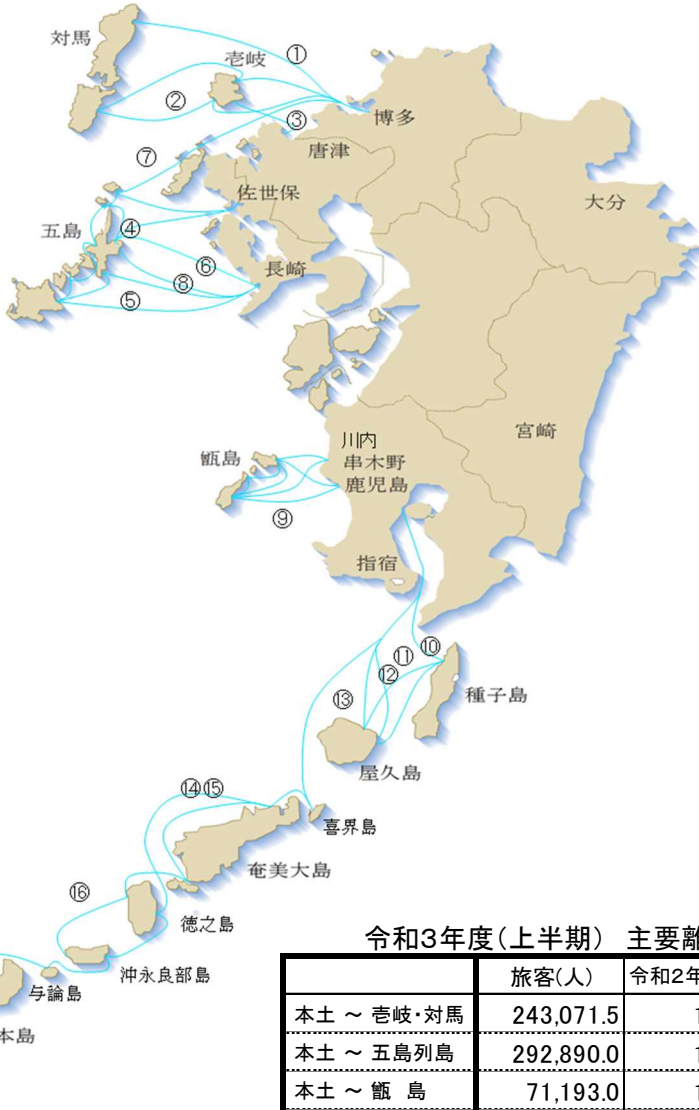 対馬
①
壱岐
②
③
博多
唐津
⑦
佐世保
大分
五島
④
⑥
長崎
⑧
⑤
宮崎
川内
甑島
串木野
鹿児島
⑨
指宿
⑩
⑪
⑫
種子島
⑬
屋久島
⑭⑮
喜界島
奄美大島
⑯
徳之島
沖永良部島
与論島
本島
令和3年度(上半期) 主要離
旅客(人) 令和2年
本土 ～ 壱岐・対馬 243,071.5 1
本土 ～ 五島列島 292,890.0 1
本土 ～ 甑 島 71,193.0 1